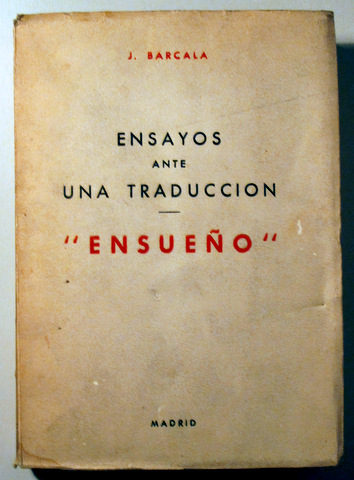 J. BARCALA
ENSAYOS
ANTE
UNA TRADUCCION
"ENSUEÑO"
MADRID